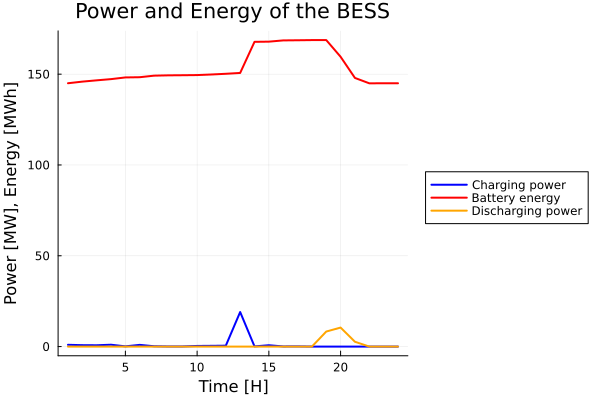 Power and Energy of the BESS
Power [MW], Energy [MWh]
150
100
50
0
5
10
15
20
Time [H]
Charging power
Battery energy
Discharging power